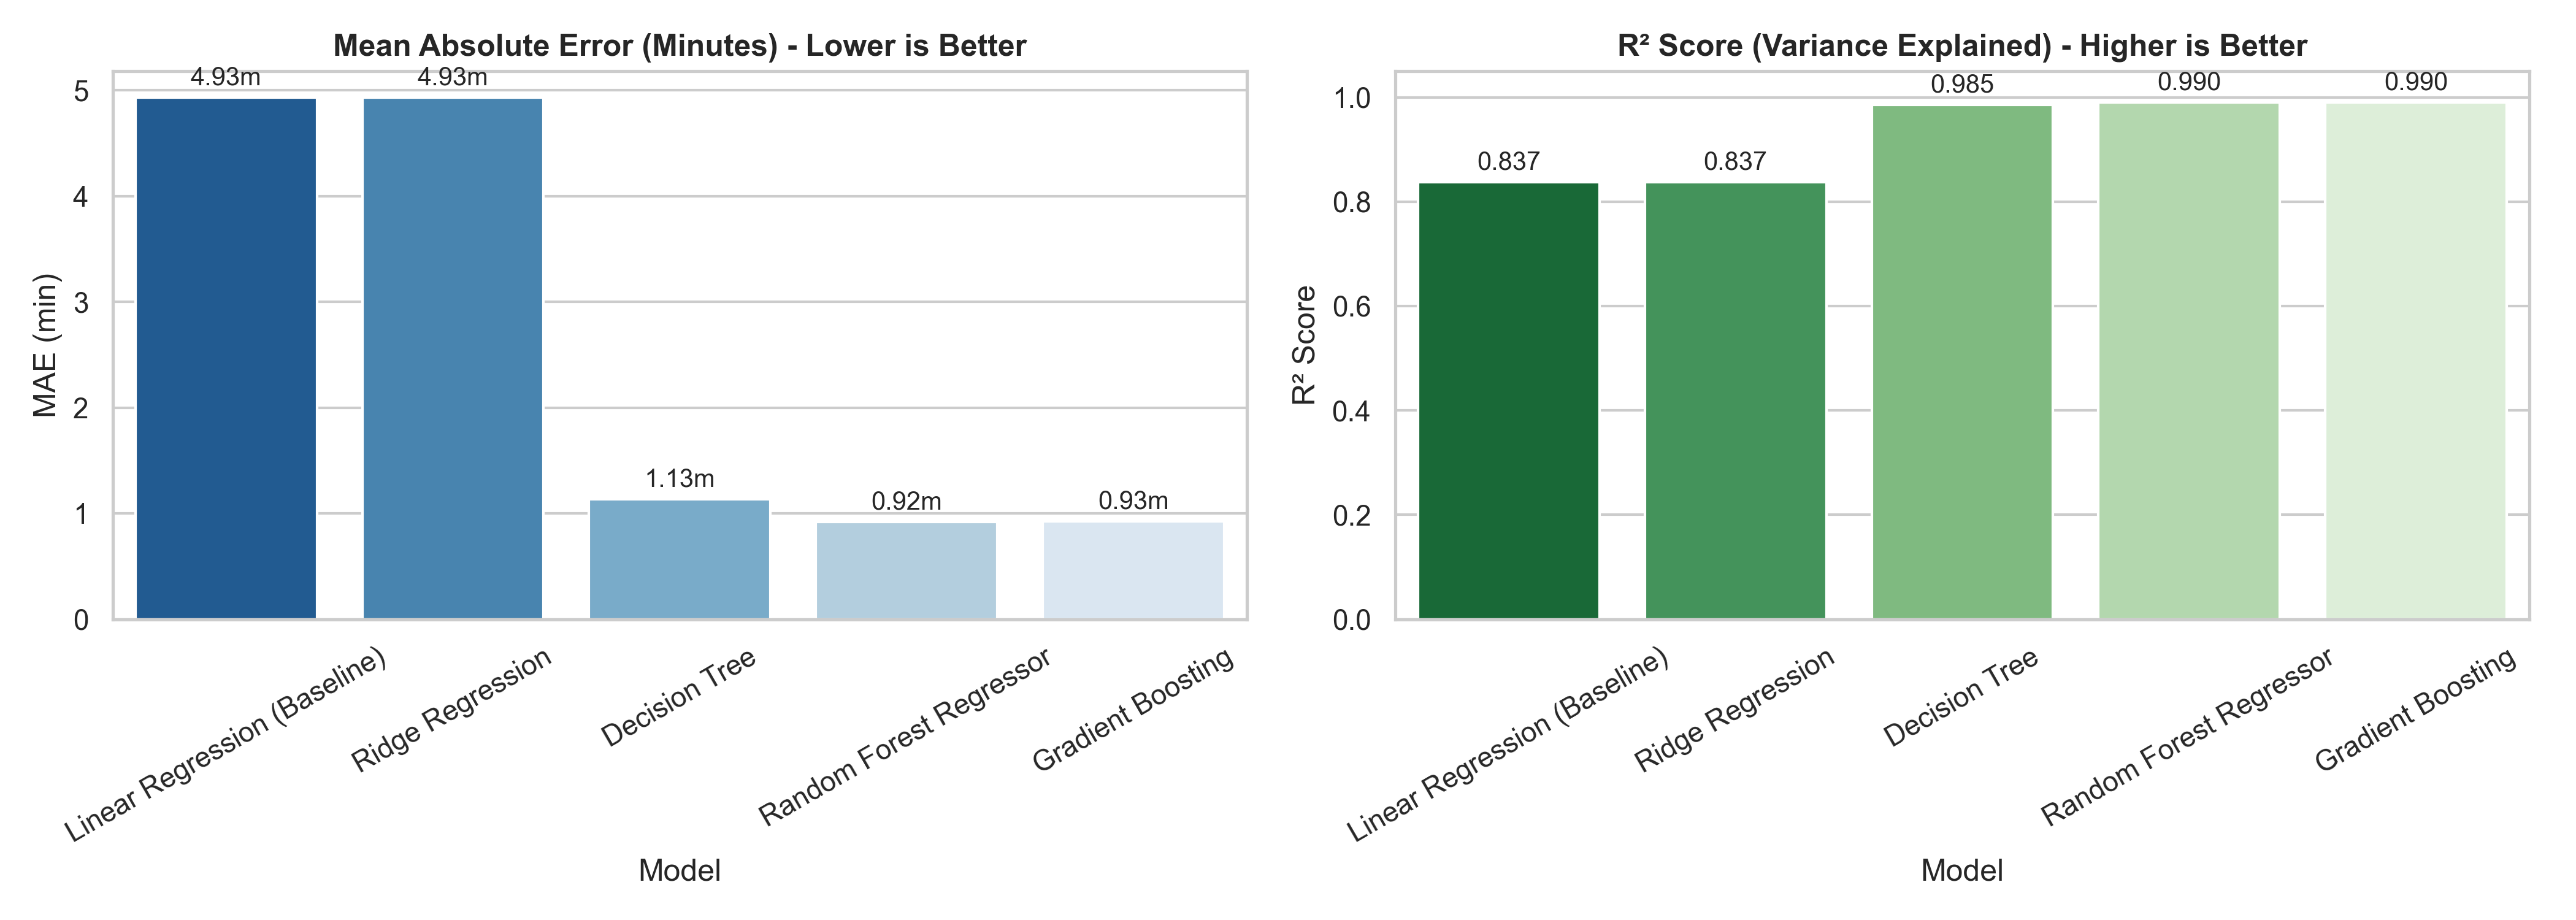 Mean Absolute Error (Minutes) - Lower is Better
MAE (min)
5
4
3
2
1
0
4.93m
4.93m
1.13m
0.92m
0.93m
Linear Regression (Baseline)
Ridge Regression
Decision Tree
Random Forest Regressor
Gradient Boosting
Model
R² Score (Variance Explained) - Higher is Better
R² Score
1.0
0.8
0.6
0.4
0.2
0.0
0.837
0.837
0.985
0.990
0.990
Linear Regression (Baseline)
Ridge Regression
Decision Tree
Random Forest Regressor
Gradient Boosting
Model